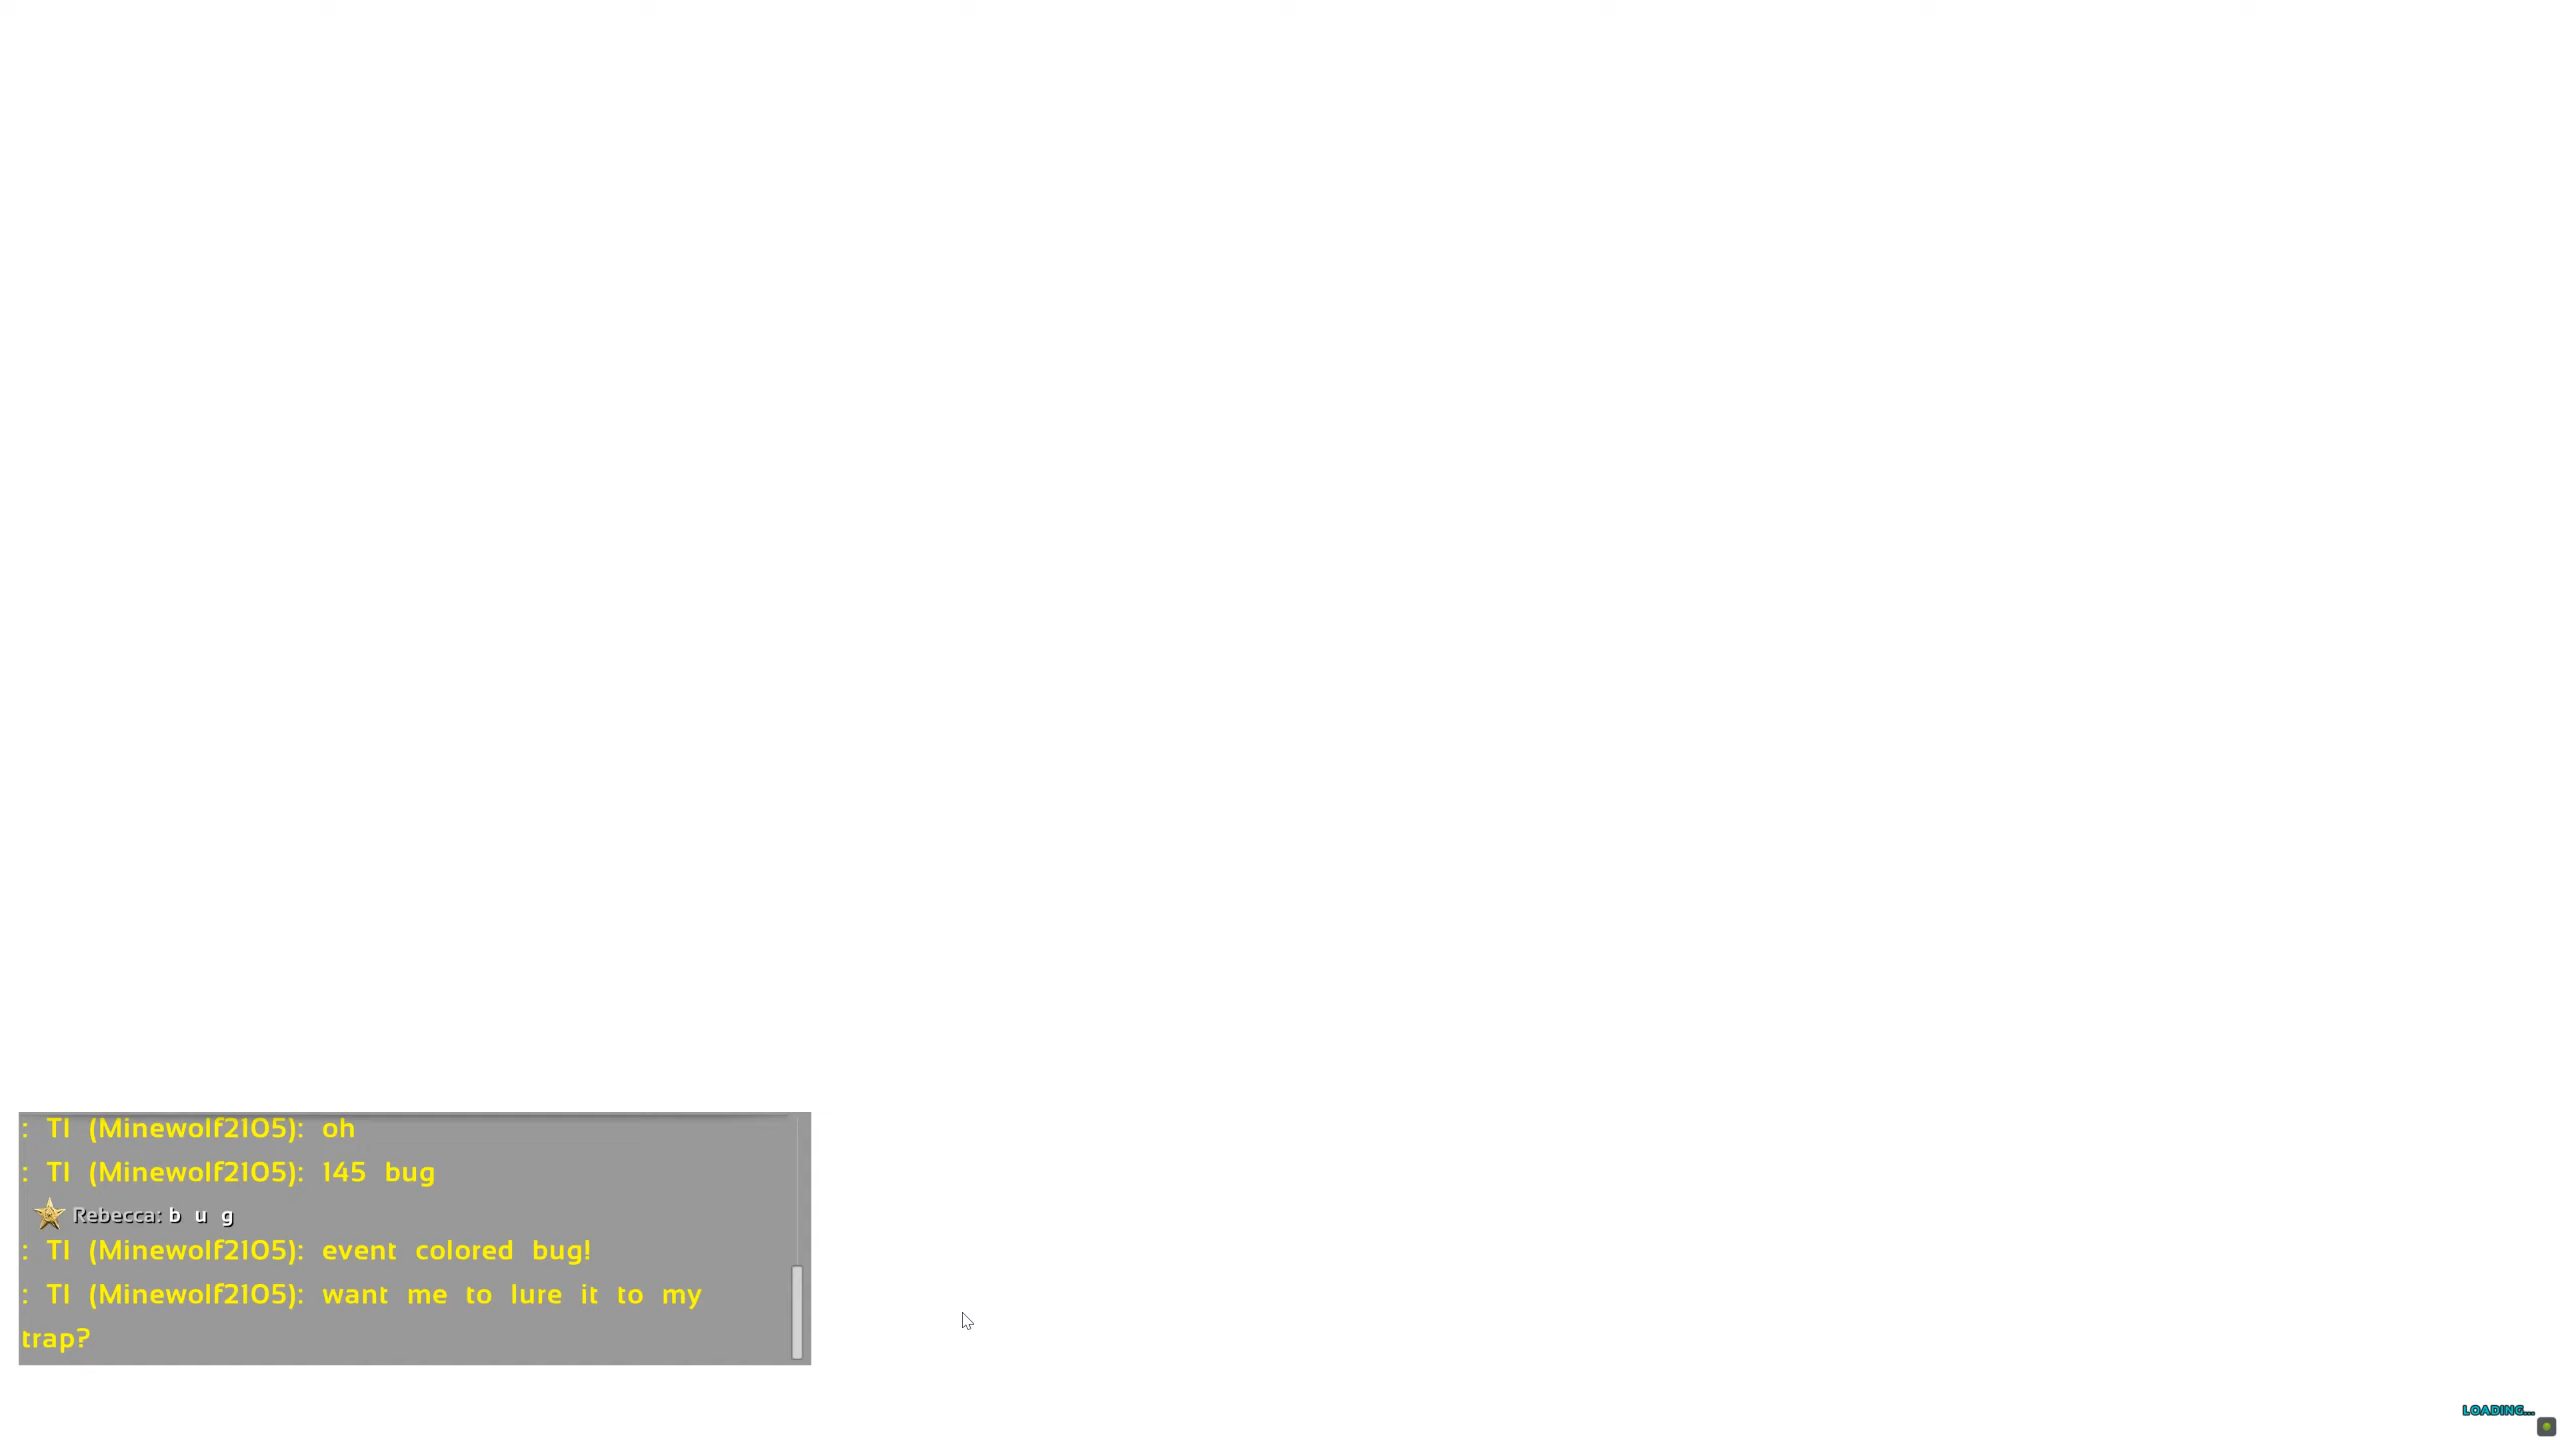 : TI (Minewolf2105): oh
: TI (Minewolf2105): 145 bug
Rebecca: b u g
: TI (Minewolf2105): event colored bug!
: TI (Minewolf2105): want me to lure it to my
trap?
LOADING...